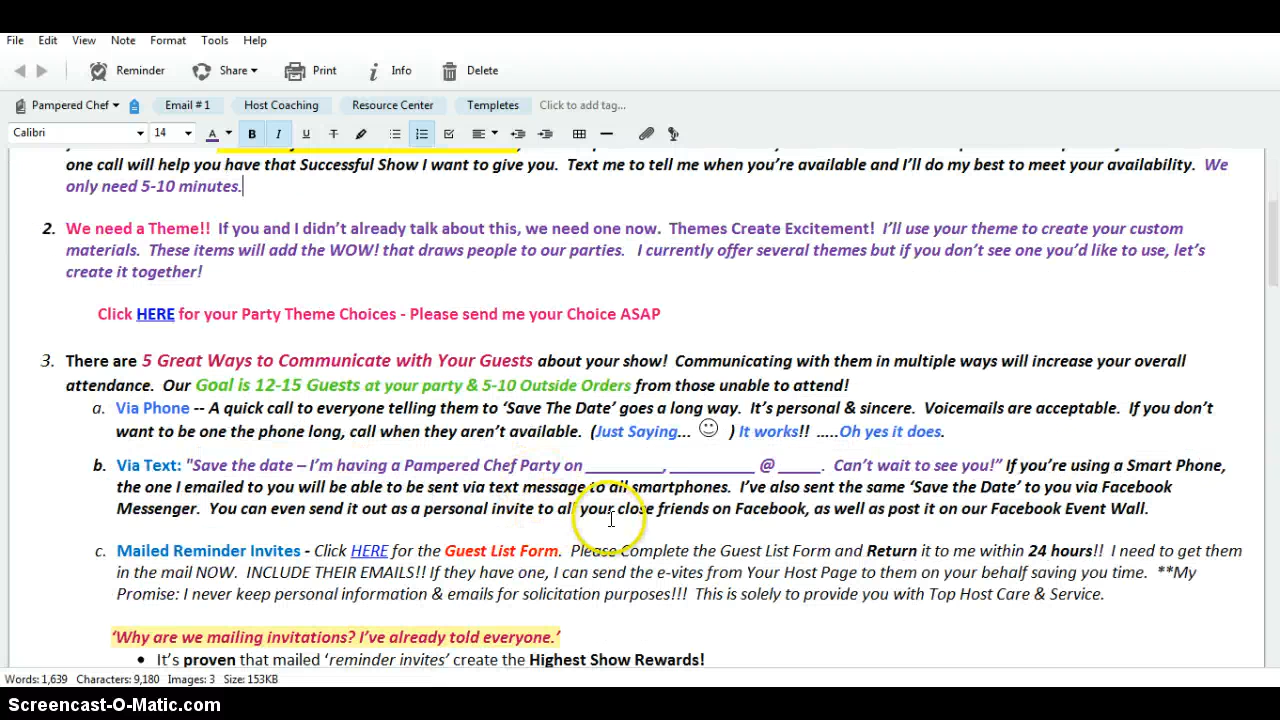 File Edit View Note Format Tools Help
Reminder Share Print Info Delete
Pampered Chef Email #1 Host Coaching Resource Center Templetes Click to add tag...
Calibri 14 A B I U T
one call will help you have that Successful Show I want to give you. Text me to tell me when you're available and I'll do my best to meet your availability. We
only need 5-10 minutes.
2. We need a Theme!! If you and I didn't already talk about this, we need one now. Themes Create Excitement! I'll use your theme to create your custom
materials. These items will add the WOW! that draws people to our parties. I currently offer several themes but if you don't see one you'd like to use, let's
create it together!
Click HERE for your Party Theme Choices - Please send me your Choice ASAP
3. There are 5 Great Ways to Communicate with Your Guests about your show! Communicating with them in multiple ways will increase your overall
attendance. Our Goal is 12-15 Guests at your party & 5-10 Outside Orders from those unable to attend!
a. Via Phone -- A quick call to everyone telling them to 'Save The Date' goes a long way. It's personal & sincere. Voicemails are acceptable. If you don't
want to be one the phone long, call when they aren't available. (Just Saying... ) It works!! .....Oh yes it does.
b. Via Text: "Save the date – I'm having a Pampered Chef Party on _________, __________ @ _____. Can't wait to see you!" If you're using a Smart Phone,
the one I emailed to you will be able to be sent via text message to all smartphones. I've also sent the same 'Save the Date' to you via Facebook
Messenger. You can even send it out as a personal invite to all your close friends on Facebook, as well as post it on our Facebook Event Wall.
c. Mailed Reminder Invites - Click HERE for the Guest List Form. Please Complete the Guest List Form and Return it to me within 24 hours!! I need to get them
in the mail NOW. INCLUDE THEIR EMAILS!! If they have one, I can send the e-vites from Your Host Page to them on your behalf saving you time. **My
Promise: I never keep personal information & emails for solicitation purposes!!! This is solely to provide you with Top Host Care & Service.
'Why are we mailing invitations? I've already told everyone.'
• It's proven that mailed 'reminder invites' create the Highest Show Rewards!
Words: 1,639 Characters: 9,180 Images: 3 Size: 153KB
Screencast-O-Matic.com